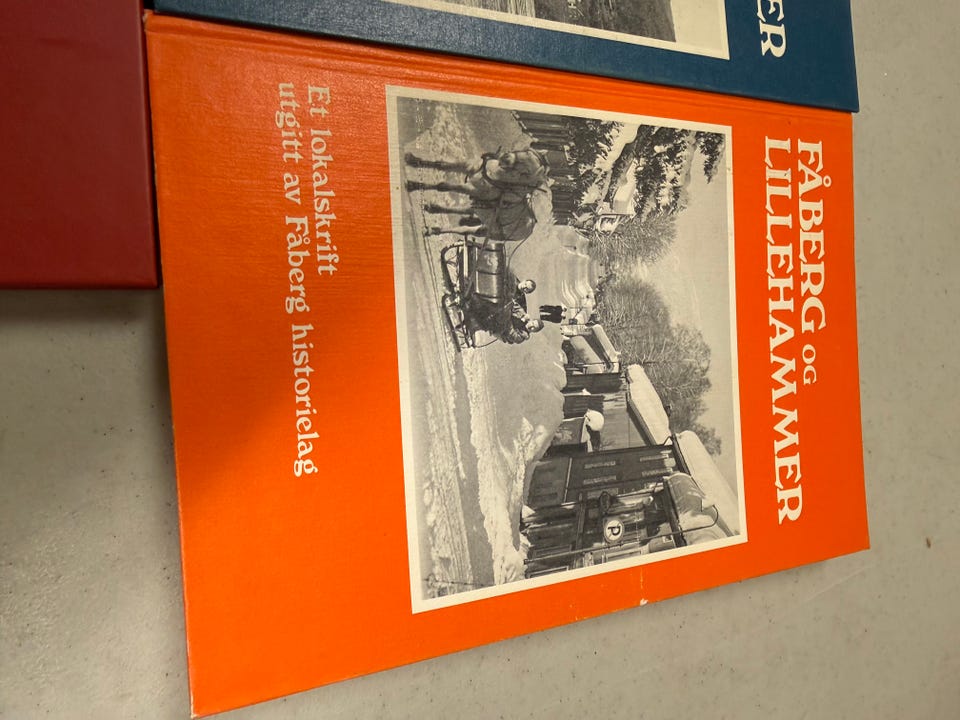 FÅBERG OG
LILLEHAMMER
P
Et lokalskrift
utgitt av Fåberg historielag
ER